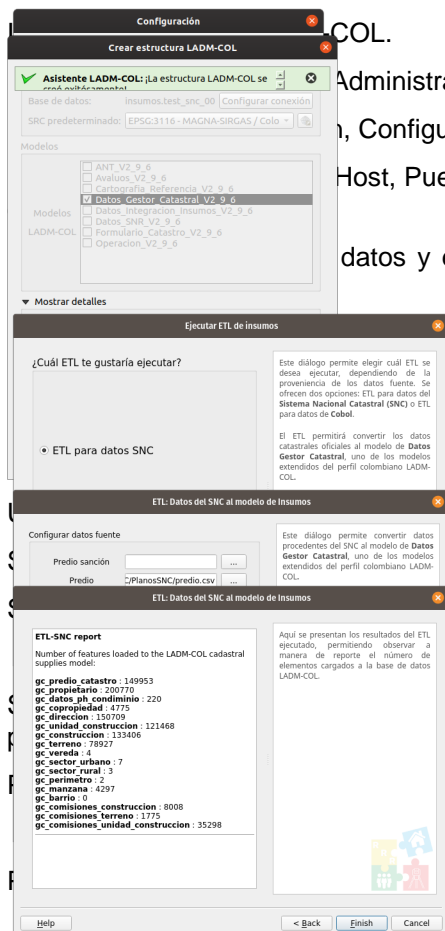 Configuración
COL.
Crear estructura LADM-COL
Asistente LADM-COL: ¡La estructura LADM-COL se
creó exitósamente!
Administra
Base de datos: insumos.test_snc_00 Configurar conexión
SRC predeterminado: EPSG:3116 - MAGNA-SIRGAS / Colo
, Configu
Modelos
ANT_V2_9_6
Avaluos_V2_9_6
Cartografia_Referencia_V2_9_6
Host, Pue
Datos_Gestor_Catastral_V2_9_6
Modelos
LADM-COL
Datos_Integracion_Insumos_V2_9_6
Datos_SNR_V2_9_6
Formulario_Catastro_V2_9_6
Operacion_V2_9_6
datos y
Mostrar detalles
Ejecutar ETL de insumos
¿Cuál ETL te gustaría ejecutar?
ETL para datos SNC
Este diálogo permite elegir cuál ETL se
desea ejecutar, dependiendo de la
proveniencia de los datos fuente. Se
ofrecen dos opciones: ETL para datos del
Sistema Nacional Catastral (SNC) o ETL
para datos de Cobol.
El ETL permitirá convertir los datos
catastrales oficiales al modelo de Datos
Gestor Catastral, uno de los modelos
extendidos del perfil colombiano LADM-
COL.
ETL: Datos del SNC al modelo de Insumos
Configurar datos fuente
Predio sanción ...
Predio C/PlanosSNC/predio.csv ...
Este diálogo permite convertir datos
procedentes del SNC al modelo de Datos
Gestor Catastral, uno de los modelos
extendidos del perfil colombiano LADM-
COL.
ETL: Datos del SNC al modelo de Insumos
ETL-SNC report
Number of features loaded to the LADM-COL cadastral
supplies model:
gc_predio_catastro : 149953
gc_propietario : 200770
gc_datos_ph_condiminio : 220
gc_copropiedad : 4775
gc_direccion : 150709
gc_unidad_construccion : 121468
gc_construccion : 133406
gc_terreno : 78927
gc_vereda : 4
gc_sector_urbano : 7
gc_sector_rural : 3
gc_perimetro : 2
gc_manzana : 4297
gc_barrio : 0
gc_comisiones_construccion : 8008
gc_comisiones_terreno : 1775
gc_comisiones_unidad_construccion : 35298
Aquí se presentan los resultados del ETL
ejecutado, permitiendo observar a
manera de reporte el número de
elementos cargados a la base de datos
LADM-COL.
Help < Back Finish Cancel